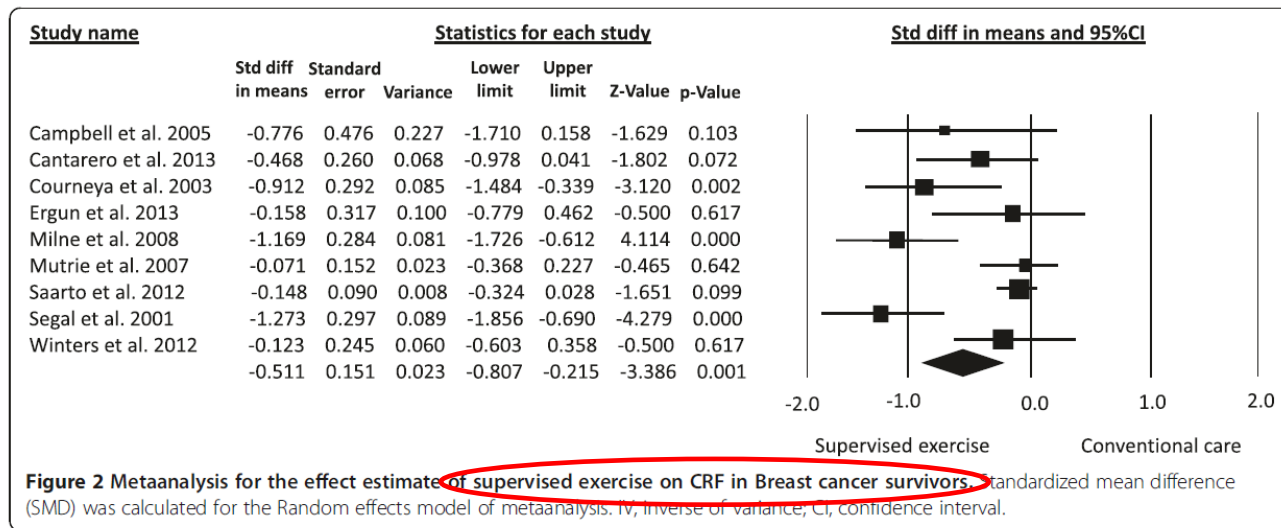 Study name Statistics for each study Std diff in means and 95%CI
Std diff Standard Lower Upper
in means error Variance limit limit Z-Value p-Value
Campbell et al. 2005 -0.776 0.476 0.227 -1.710 0.158 -1.629 0.103
Cantarero et al. 2013 -0.468 0.260 0.068 -0.978 0.041 -1.802 0.072
Courneya et al. 2003 -0.912 0.292 0.085 -1.484 -0.339 -3.120 0.002
Ergun et al. 2013 -0.158 0.317 0.100 -0.779 0.462 -0.500 0.617
Milne et al. 2008 -1.169 0.284 0.081 -1.726 -0.612 4.114 0.000
Mutrie et al. 2007 -0.071 0.152 0.023 -0.368 0.227 -0.465 0.642
Saarto et al. 2012 -0.148 0.090 0.008 -0.324 0.028 -1.651 0.099
Segal et al. 2001 -1.273 0.297 0.089 -1.856 -0.690 -4.279 0.000
Winters et al. 2012 -0.123 0.245 0.060 -0.603 0.358 -0.500 0.617
-0.511 0.151 0.023 -0.807 -0.215 -3.386 0.001
-2.0 -1.0 0.0 1.0 2.0
Supervised exercise Conventional care
Figure 2 Metaanalysis for the effect estimate of supervised exercise on CRF in Breast cancer survivors. Standardized mean difference
(SMD) was calculated for the Random effects model of metaanalysis. IV, Inverse of variance; CI, confidence interval.